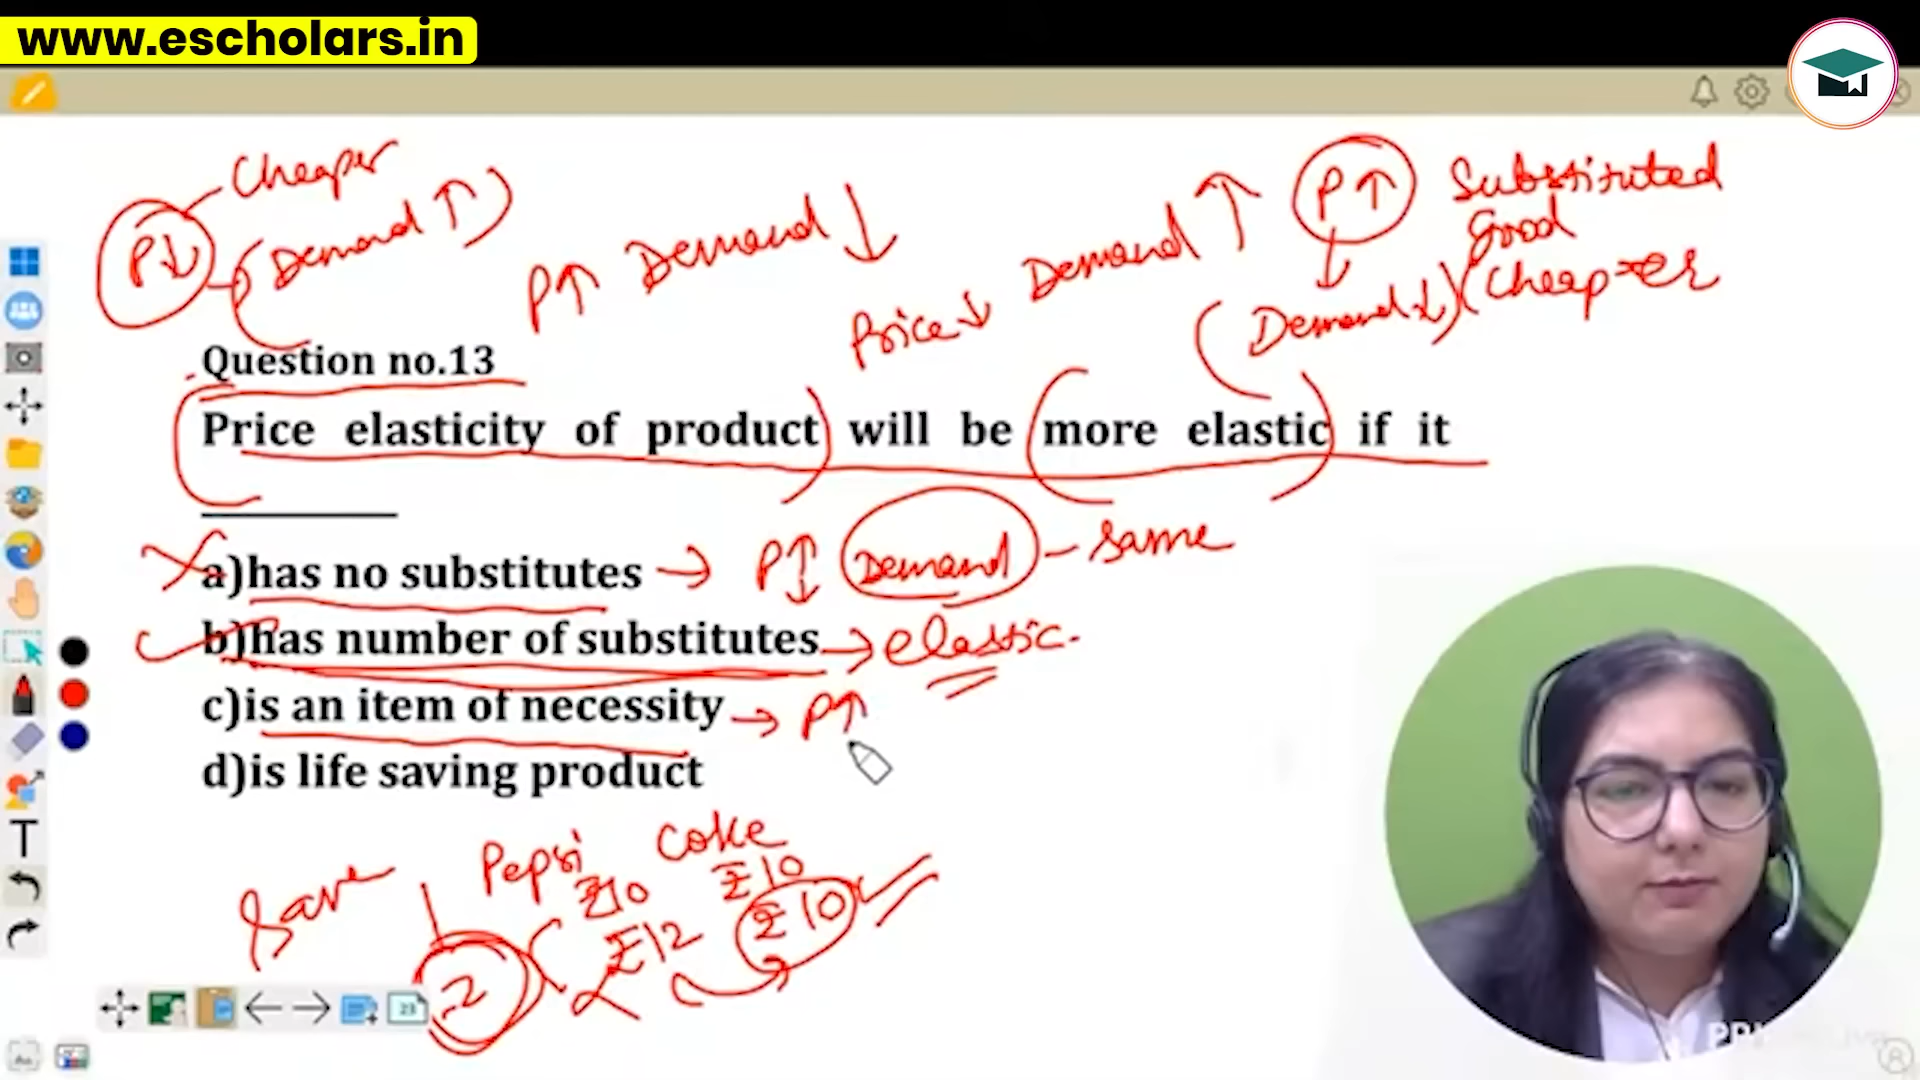 www.escholars.in
Cheaper
P↓ (Demand ↑)
P↑ Demand ↓
Price↓ Demand ↑
P↑ Substituted
Good
(Demand ↓) (Cheaper
Question no.13
Price elasticity of product will be more elastic if it
__________
a)has no substitutes → P↑↓ Demand - Same
b)has number of substitutes → elastic.
c)is an item of necessity → P↑
d)is life saving product
Save Pepsi Coke
₹10 ₹10
2 ₹12 ₹10
23